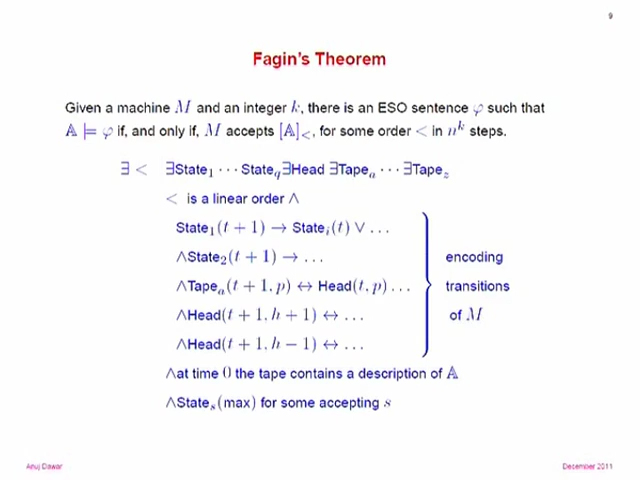 9
Fagin's Theorem
Given a machine M and an integer k, there is an ESO sentence φ such that
𝔸 ⊨ φ if, and only if, M accepts [𝔸]<, for some order < in n^k steps.
∃ < ∃State₁ ⋯ State_q∃Head ∃Tape_a ⋯ ∃Tape_z
< is a linear order ∧
State₁(t + 1) → State_i(t) ∨ …
∧State₂(t + 1) → …
encoding
∧Tape_a(t + 1, p) ↔ Head(t, p) …
transitions
∧Head(t + 1, h + 1) ↔ …
of M
∧Head(t + 1, h − 1) ↔ …
∧at time 0 the tape contains a description of 𝔸
∧State_s(max) for some accepting s
Anuj Dawar
December 2011